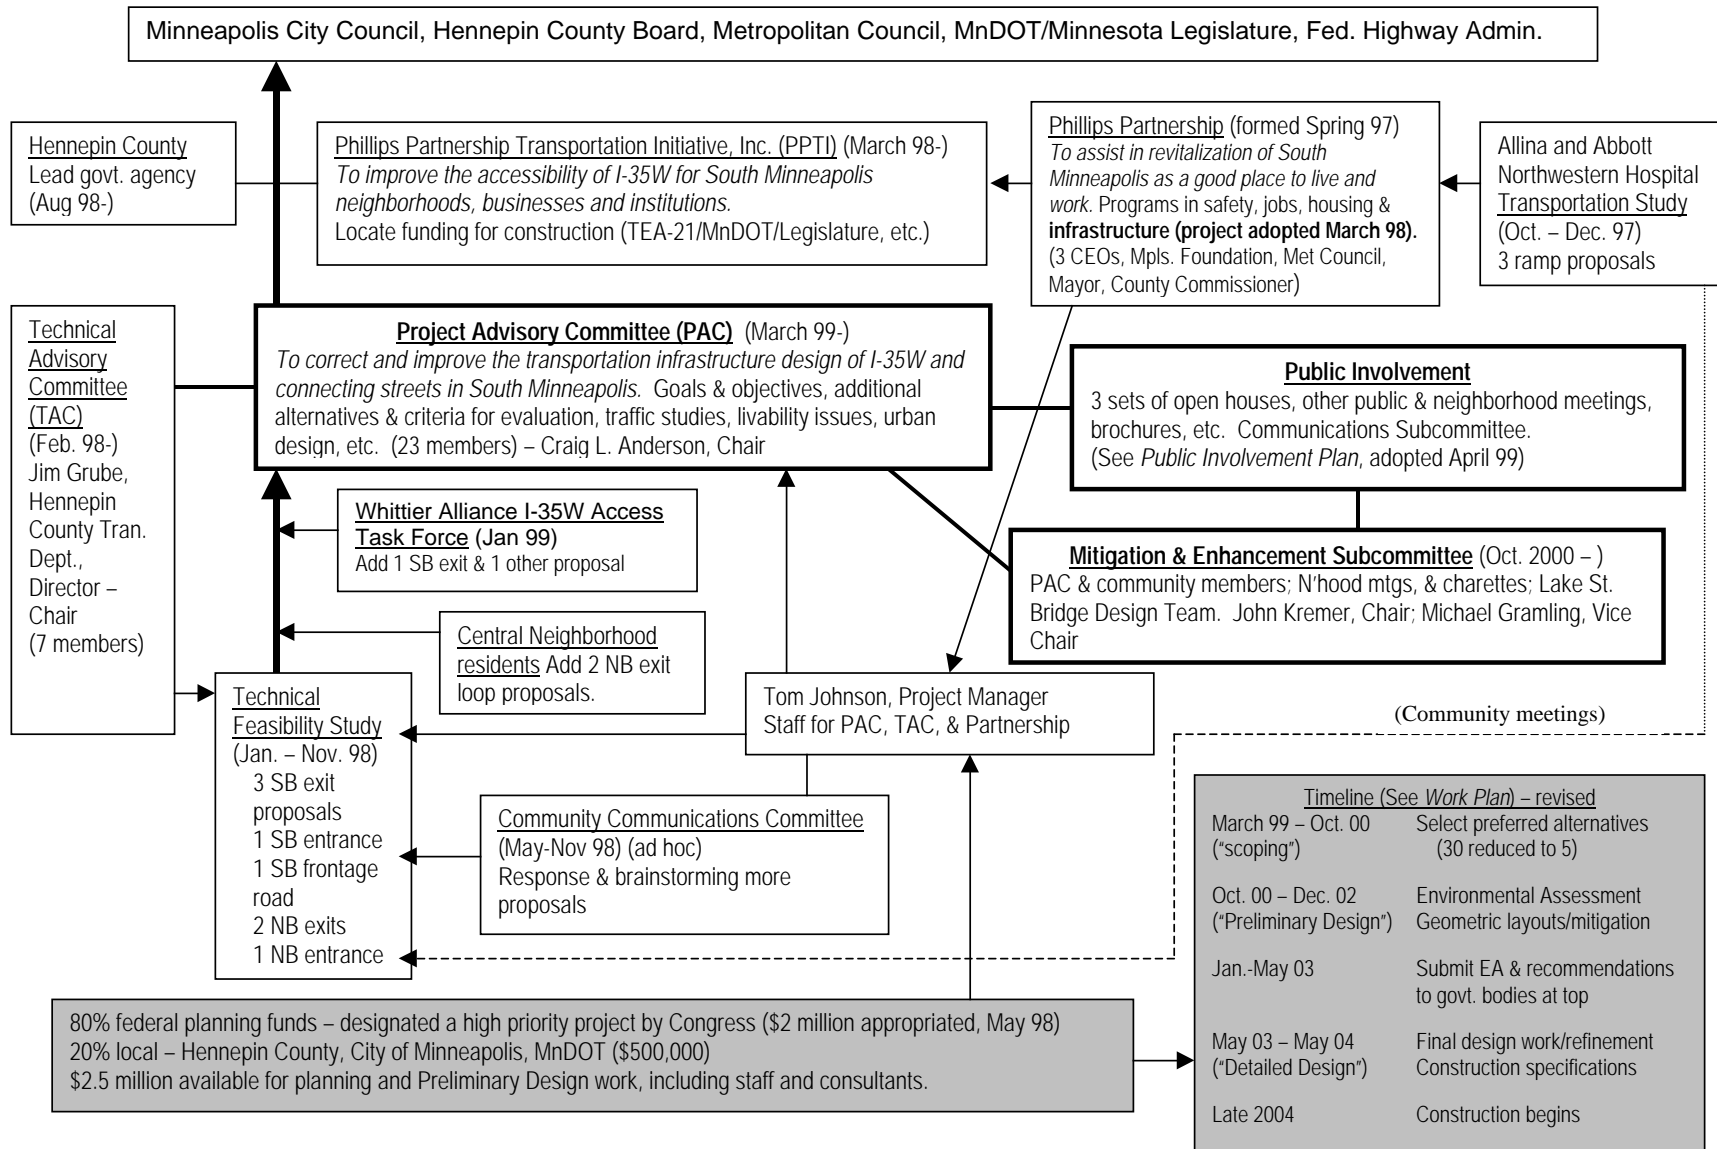 Minneapolis City Council, Hennepin County Board, Metropolitan Council, MnDOT/Minnesota Legislature, Fed. Highway Admin.
Hennepin County
Lead govt. agency
(Aug 98-)
Phillips Partnership Transportation Initiative, Inc. (PPTI) (March 98-)
To improve the accessibility of I-35W for South Minneapolis
neighborhoods, businesses and institutions.
Locate funding for construction (TEA-21/MnDOT/Legislature, etc.)
Phillips Partnership (formed Spring 97)
To assist in revitalization of South
Minneapolis as a good place to live and
work. Programs in safety, jobs, housing &
infrastructure (project adopted March 98).
(3 CEOs, Mpls. Foundation, Met Council,
Mayor, County Commissioner)
Allina and Abbott
Northwestern Hospital
Transportation Study
(Oct. – Dec. 97)
3 ramp proposals
Technical
Advisory
Committee
(TAC)
(Feb. 98-)
Jim Grube,
Hennepin
County Tran.
Dept.,
Director –
Chair
(7 members)
Project Advisory Committee (PAC) (March 99-)
To correct and improve the transportation infrastructure design of I-35W and
connecting streets in South Minneapolis. Goals & objectives, additional
alternatives & criteria for evaluation, traffic studies, livability issues, urban
design, etc. (23 members) – Craig L. Anderson, Chair
Public Involvement
3 sets of open houses, other public & neighborhood meetings,
brochures, etc. Communications Subcommittee.
(See Public Involvement Plan, adopted April 99)
Whittier Alliance I-35W Access
Task Force (Jan 99)
Add 1 SB exit & 1 other proposal
Mitigation & Enhancement Subcommittee (Oct. 2000 – )
PAC & community members; N'hood mtgs, & charettes; Lake St.
Bridge Design Team. John Kremer, Chair; Michael Gramling, Vice
Chair
Central Neighborhood
residents Add 2 NB exit
loop proposals.
Technical
Feasibility Study
(Jan. – Nov. 98)
3 SB exit
proposals
1 SB entrance
1 SB frontage
road
2 NB exits
1 NB entrance
Tom Johnson, Project Manager
Staff for PAC, TAC, & Partnership
(Community meetings)
Community Communications Committee
(May-Nov 98) (ad hoc)
Response & brainstorming more
proposals
80% federal planning funds – designated a high priority project by Congress ($2 million appropriated, May 98)
20% local – Hennepin County, City of Minneapolis, MnDOT ($500,000)
$2.5 million available for planning and Preliminary Design work, including staff and consultants.
Timeline (See Work Plan) – revised
March 99 – Oct. 00 Select preferred alternatives
("scoping") (30 reduced to 5)
Oct. 00 – Dec. 02 Environmental Assessment
("Preliminary Design") Geometric layouts/mitigation
Jan.-May 03 Submit EA & recommendations
to govt. bodies at top
May 03 – May 04 Final design work/refinement
("Detailed Design") Construction specifications
Late 2004 Construction begins